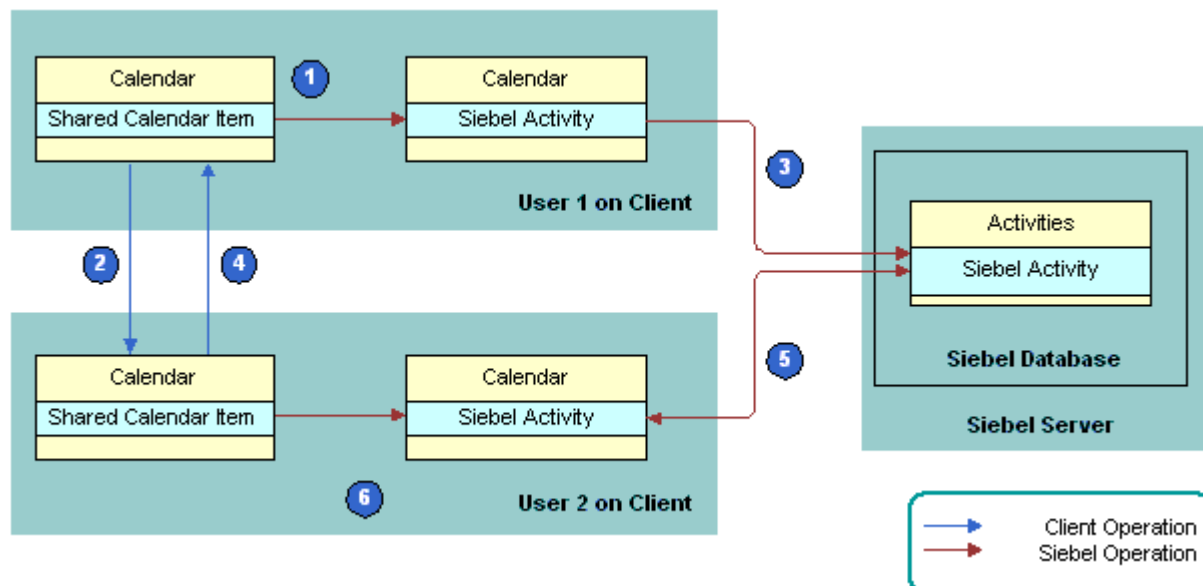 Calendar
Shared Calendar Item
1
Calendar
Siebel Activity
User 1 on Client
3
Activities
Siebel Activity
Siebel Database
Siebel Server
2
4
Calendar
Shared Calendar Item
Calendar
Siebel Activity
5
6
User 2 on Client
Client Operation
Siebel Operation